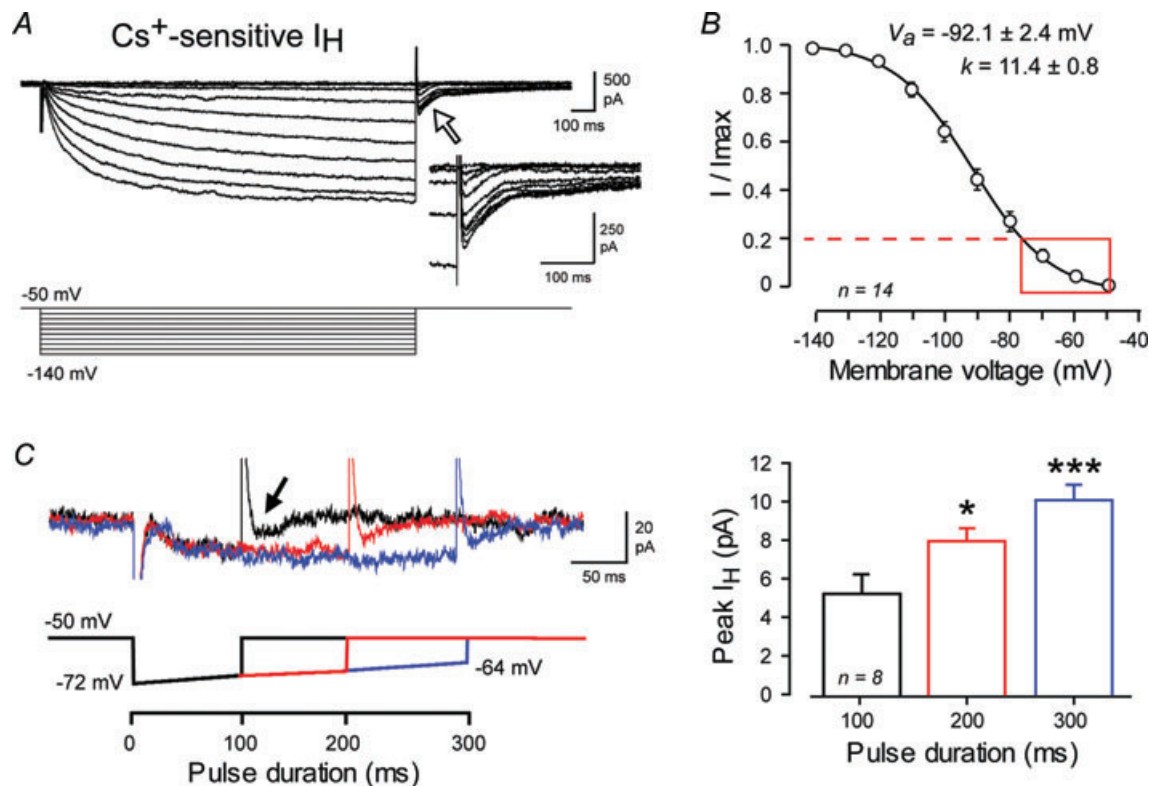 A
Cs+-sensitive IH
500
pA
100 ms
250
pA
100 ms
-50 mV
-140 mV
B
Va = -92.1 ± 2.4 mV
k = 11.4 ± 0.8
1.0
0.8
0.6
0.4
0.2
0
I / Imax
n = 14
-140 -120 -100 -80 -60 -40
Membrane voltage (mV)
C
20
pA
50 ms
-50 mV
-72 mV
-64 mV
0 100 200 300
Pulse duration (ms)
12
10
8
6
4
2
0
Peak IH (pA)
*
***
n = 8
100 200 300
Pulse duration (ms)